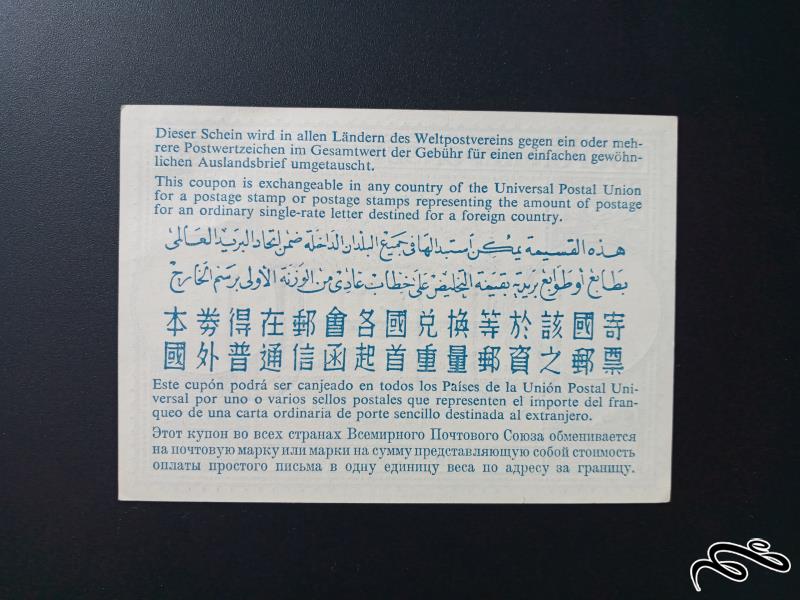 Dieser Schein wird in allen Ländern des Weltpostvereins gegen ein oder meh-
rere Postwertzeichen im Gesamtwert der Gebühr für einen einfachen gewöhn-
lichen Auslandsbrief umgetauscht.
This coupon is exchangeable in any country of the Universal Postal Union
for a postage stamp or postage stamps representing the amount of postage
for an ordinary single-rate letter destined for a foreign country.
هذه القسيمة يمكن استبدالها فى جميع البلدان الداخلة ضمن إتحاد البريد العالمى
بطابع أو طوابع بريدية بقيمة التخليص على خطاب عادى من الوزنة الأولى برسم الخارج
本券得在郵會各國兌換等於該國寄
國外普通信函起首重量郵資之郵票
Este cupón podrá ser canjeado en todos los Países de la Unión Postal Uni-
versal por uno o varios sellos postales que representen el importe del fran-
queo de una carta ordinaria de porte sencillo destinada al extranjero.
Этот купон во всех странах Всемирного Почтового Союза обменивается
на почтовую марку или марки на сумму представляющую собой стоимость
оплаты простого письма в одну единицу веса по адресу за границу.